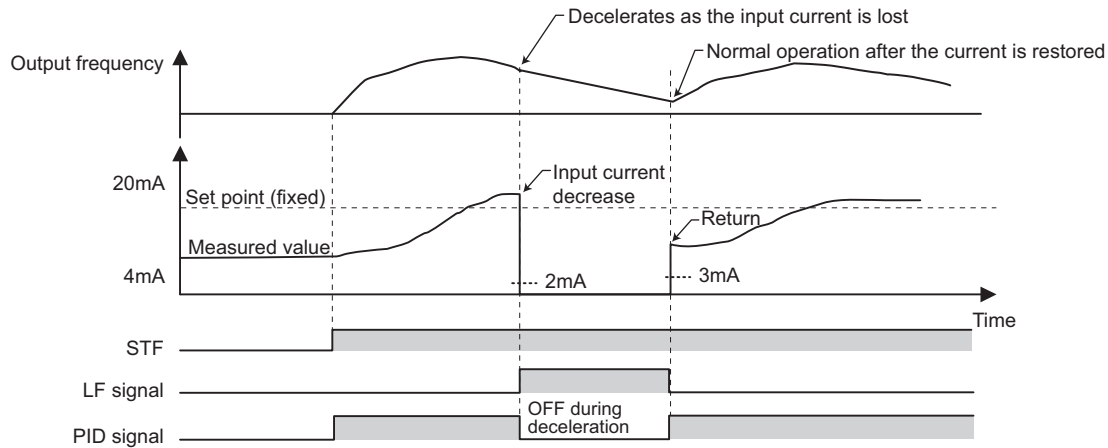 Decelerates as the input current is lost
Normal operation after the current is restored
Output frequency
20mA
Set point (fixed)
Input current
decrease
Measured value
Return
4mA
2mA
3mA
Time
STF
LF signal
OFF during
deceleration
PID signal